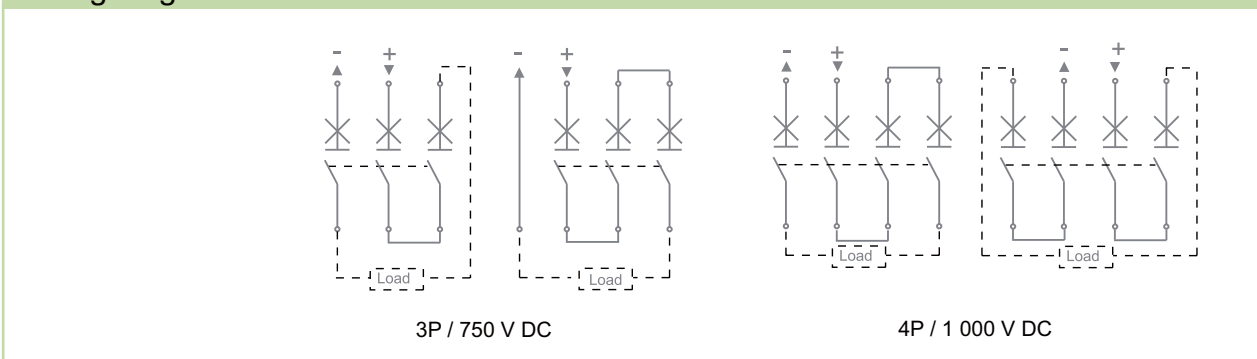 - + - + - + - +
Load Load Load Load
3P / 750 V DC 4P / 1 000 V DC